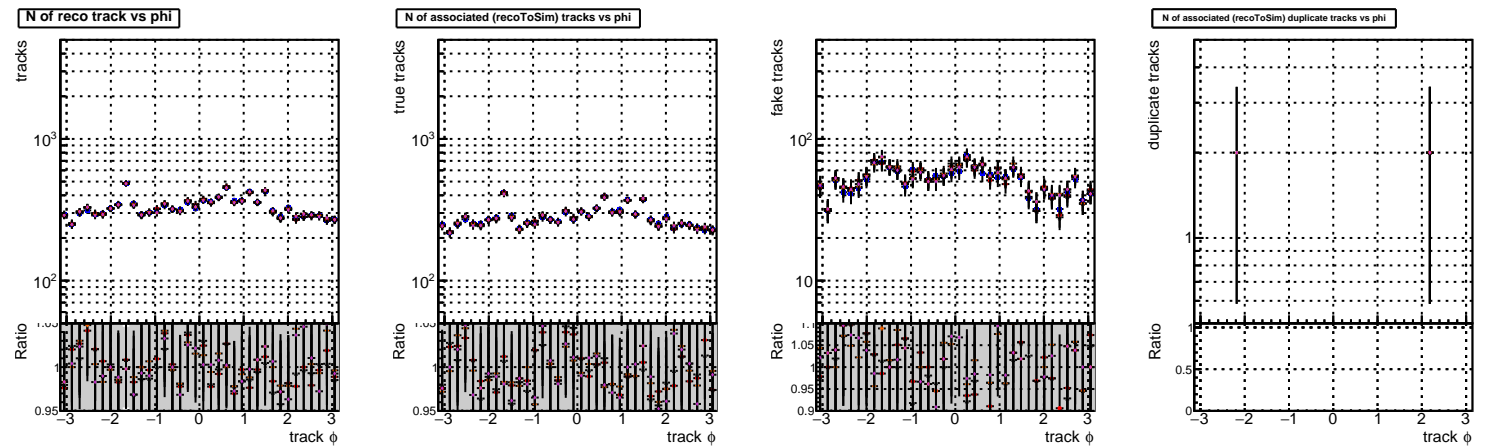 N of reco track vs phi
tracks
10³
10²
Ratio
1
0.95
−3 −2 −1 0 1 2 3
track ϕ
N of associated (recoToSim) tracks vs phi
true tracks
10³
10²
Ratio
1
0.95
−3 −2 −1 0 1 2 3
track ϕ
fake tracks
10²
10
Ratio
1.05
1
0.95
0.9
−3 −2 −1 0 1 2 3
track ϕ
N of associated (recoToSim) duplicate tracks vs phi
duplicate tracks
1
Ratio
1
0.5
0
−3 −2 −1 0 1 2 3
track ϕ